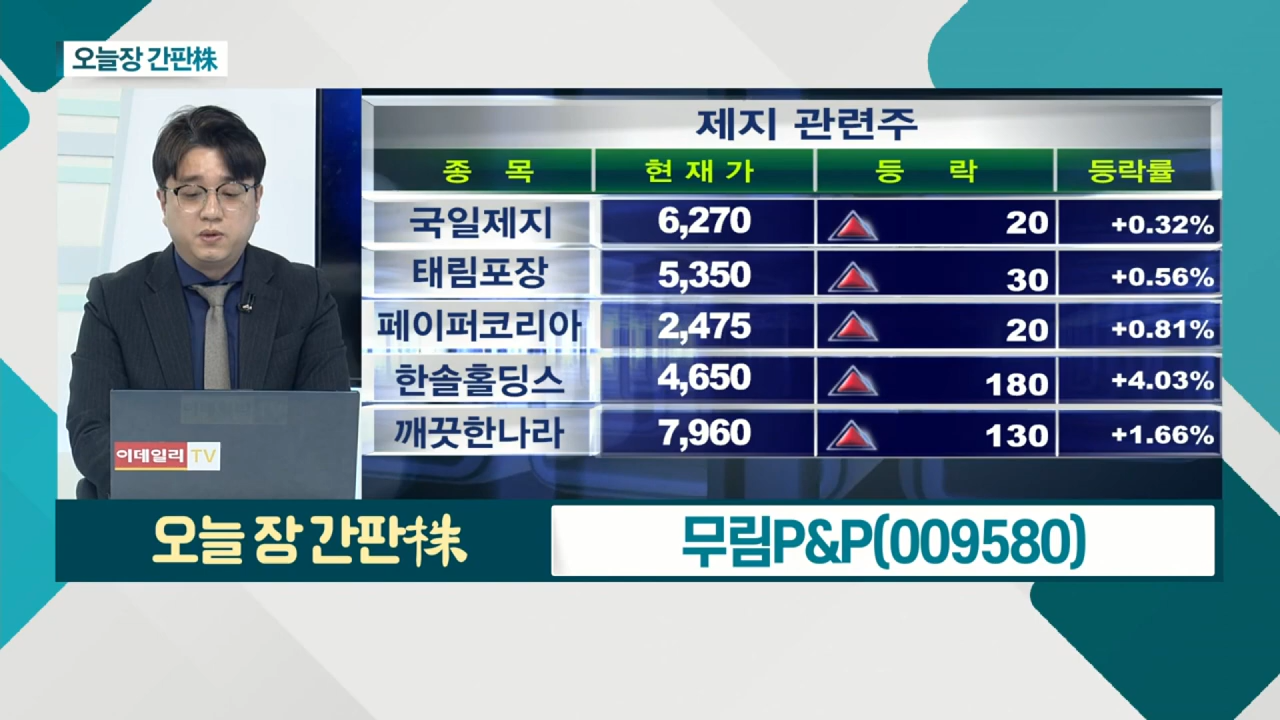 오늘장 간판株
제지 관련주
종 목 현 재 가 등 락 등락률
국일제지 6,270 ▲ 20 +0.32%
태림포장 5,350 ▲ 30 +0.56%
페이퍼코리아 2,475 ▲ 20 +0.81%
한솔홀딩스 4,650 ▲ 180 +4.03%
깨끗한나라 7,960 ▲ 130 +1.66%
이데일리 TV
오늘 장 간판株 무림P&P(009580)